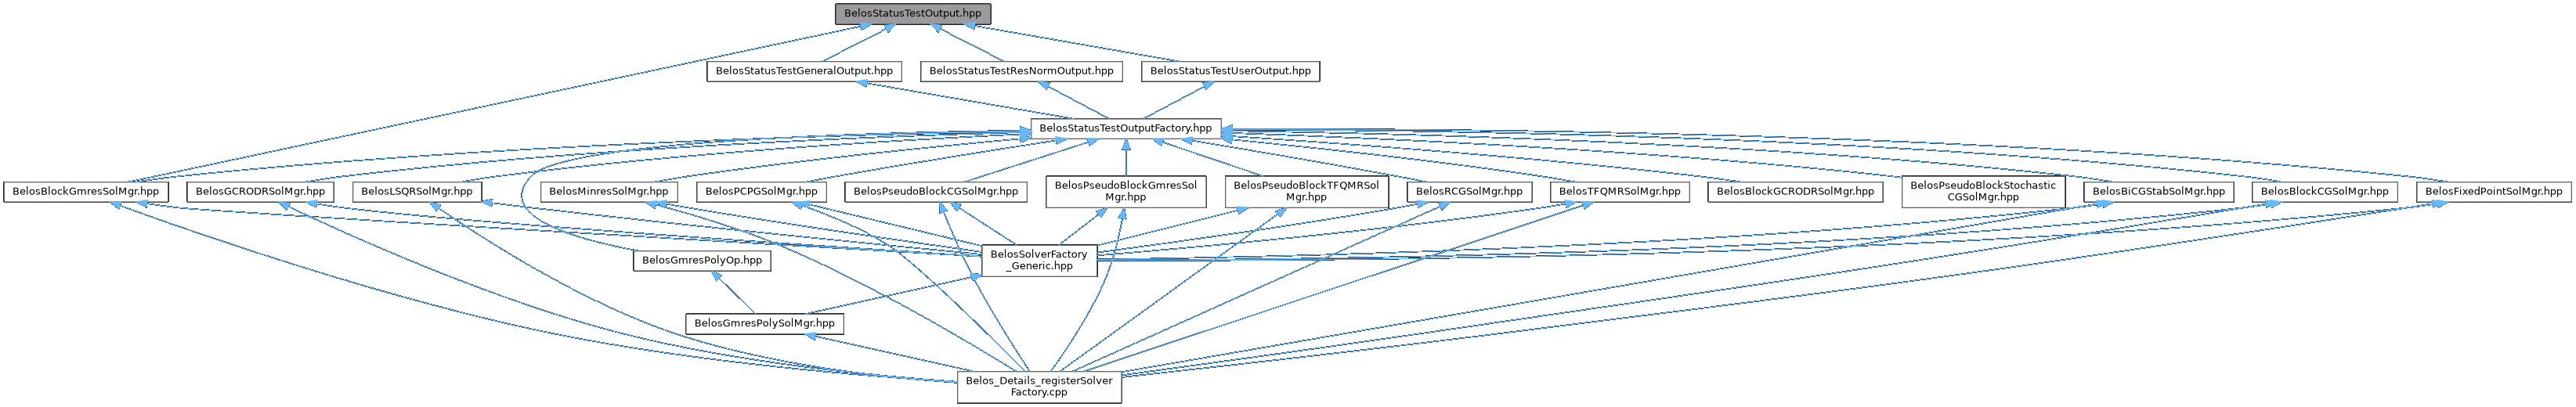 BelosStatusTestOutput.hpp
BelosStatusTestGeneralOutput.hpp
BelosStatusTestResNormOutput.hpp
BelosStatusTestUserOutput.hpp
BelosStatusTestOutputFactory.hpp
BelosBlockGmresSolMgr.hpp
BelosGCRODRSolMgr.hpp
BelosLSQRSolMgr.hpp
BelosMinresSolMgr.hpp
BelosPCPGSolMgr.hpp
BelosPseudoBlockCGSolMgr.hpp
BelosPseudoBlockGmresSol
Mgr.hpp
BelosPseudoBlockTFQMRSol
Mgr.hpp
BelosRCGSolMgr.hpp
BelosTFQMRSolMgr.hpp
BelosBlockGCRODRSolMgr.hpp
BelosPseudoBlockStochastic
CGSolMgr.hpp
BelosBiCGStabSolMgr.hpp
BelosBlockCGSolMgr.hpp
BelosFixedPointSolMgr.hpp
BelosGmresPolyOp.hpp
BelosSolverFactory
_Generic.hpp
BelosGmresPolySolMgr.hpp
Belos_Details_registerSolver
Factory.cpp